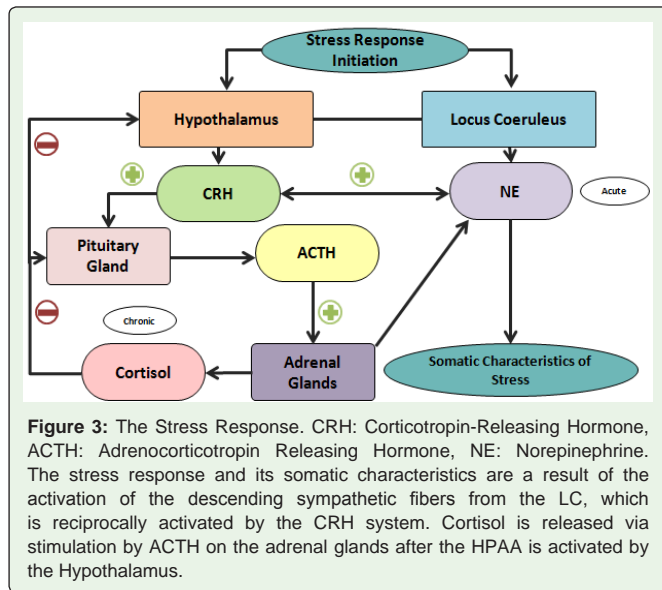 Stress Response
Initiation
Hypothalamus
Locus Coeruleus
CRH
NE
Acute
Pituitary
Gland
ACTH
Chronic
Cortisol
Adrenal
Glands
Somatic Characteristics of
Stress
Figure 3: The Stress Response. CRH: Corticotropin-Releasing Hormone,
ACTH: Adrenocorticotropin Releasing Hormone, NE: Norepinephrine.
The stress response and its somatic characteristics are a result of the
activation of the descending sympathetic fibers from the LC, which
is reciprocally activated by the CRH system. Cortisol is released via
stimulation by ACTH on the adrenal glands after the HPAA is activated by
the Hypothalamus.